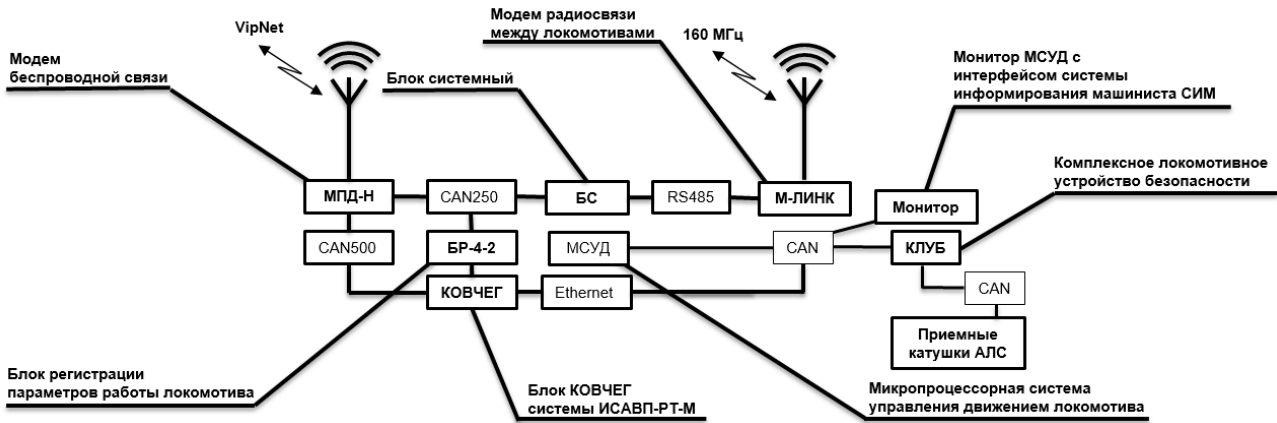 VipNet
Модем
беспроводной связи
Блок системный
Модем радиосвязи
между локомотивами
160 МГц
Монитор МСУД с
интерфейсом системы
информирования машиниста СИМ
Комплексное локомотивное
устройство безопасности
МПД-Н
CAN250
БС
RS485
М-ЛИНК
Монитор
CAN500
БР-4-2
МСУД
CAN
КЛУБ
КОВЧЕГ
Ethernet
CAN
Приемные
катушки АЛС
Блок регистрации
параметров работы локомотива
Блок КОВЧЕГ
системы ИСАВП-РТ-М
Микропроцессорная система
управления движением локомотива